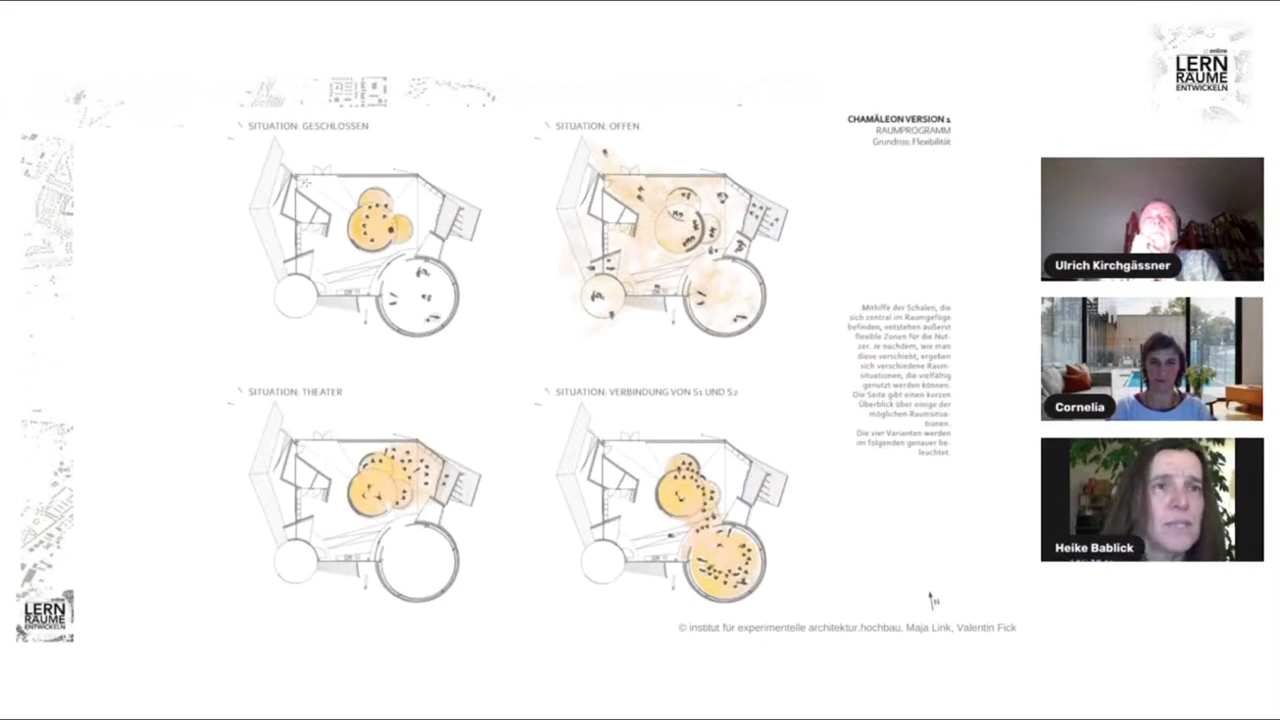 online
LERN
RÄUME
ENTWICKELN
SITUATION: GESCHLOSSEN
SITUATION: OFFEN
CHAMÄLEON VERSION 1
RAUMPROGRAMM
Grundriss: Flexibilität
Mithilfe der Schalen, die
sich zentral im Raumgefüge
befinden, entstehen äußerst
flexible Zonen für die Nut-
zer. Je nachdem, wie man
diese verschiebt, ergeben
sich verschiedene Raum-
situationen, die vielfältig
genutzt werden können.
Die Seite gibt einen kurzen
Überblick über einige der
möglichen Raumsitua-
tionen.
Die vier Varianten werden
im folgenden genauer be-
leuchtet.
SITUATION: THEATER
SITUATION: VERBINDUNG VON S1 UND S2
N
© institut für experimentelle architektur.hochbau, Maja Link, Valentin Fick
online
LERN
RÄUME
ENTWICKELN
Ulrich Kirchgässner
Cornelia
Heike Bablick